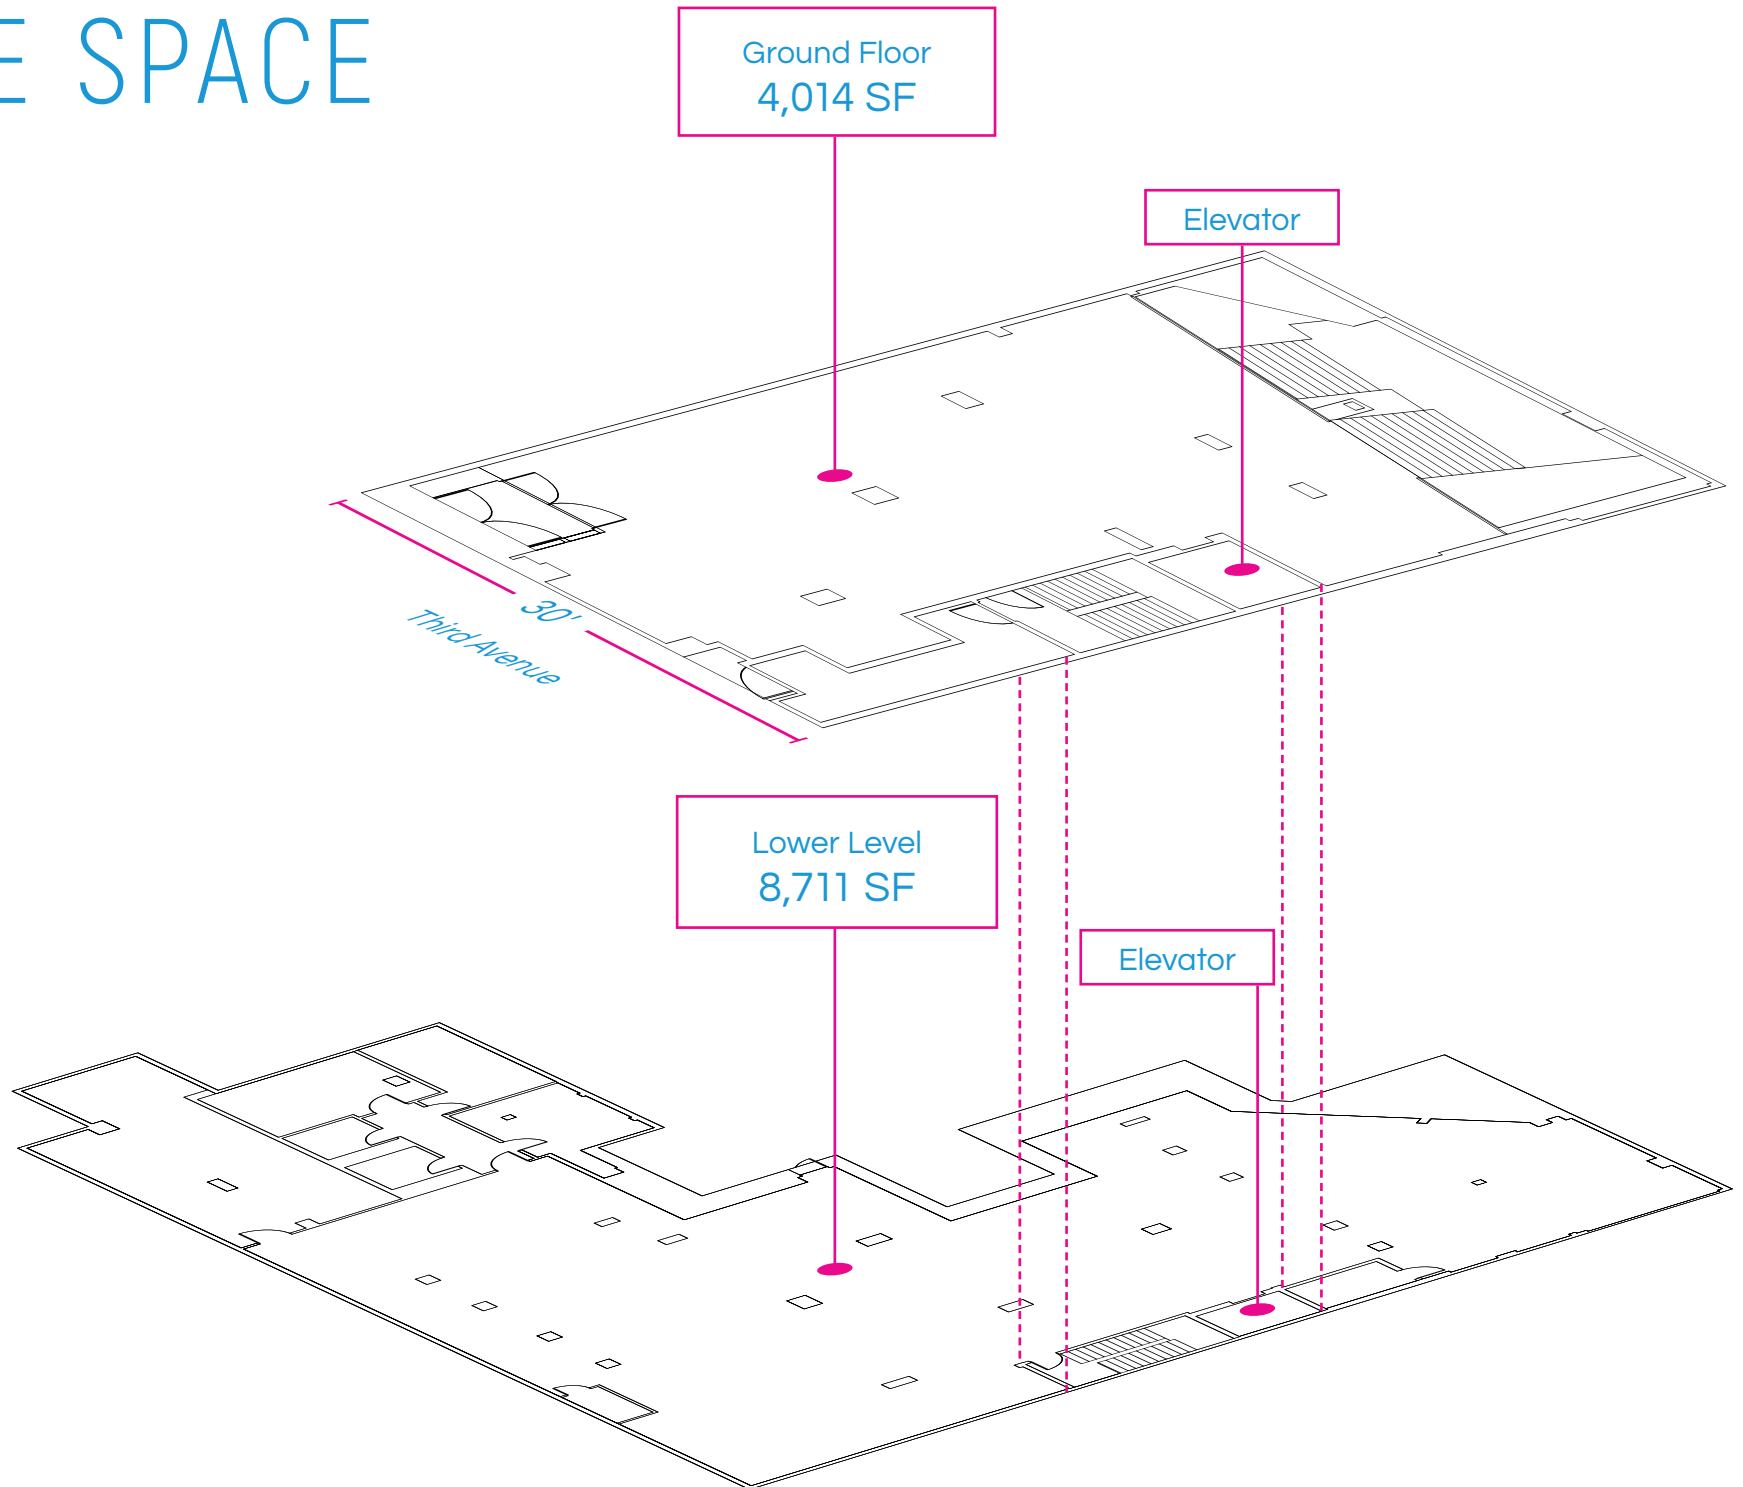 E SPACE
Ground Floor
4,014 SF
Elevator
30'
Third Avenue
Lower Level
8,711 SF
Elevator